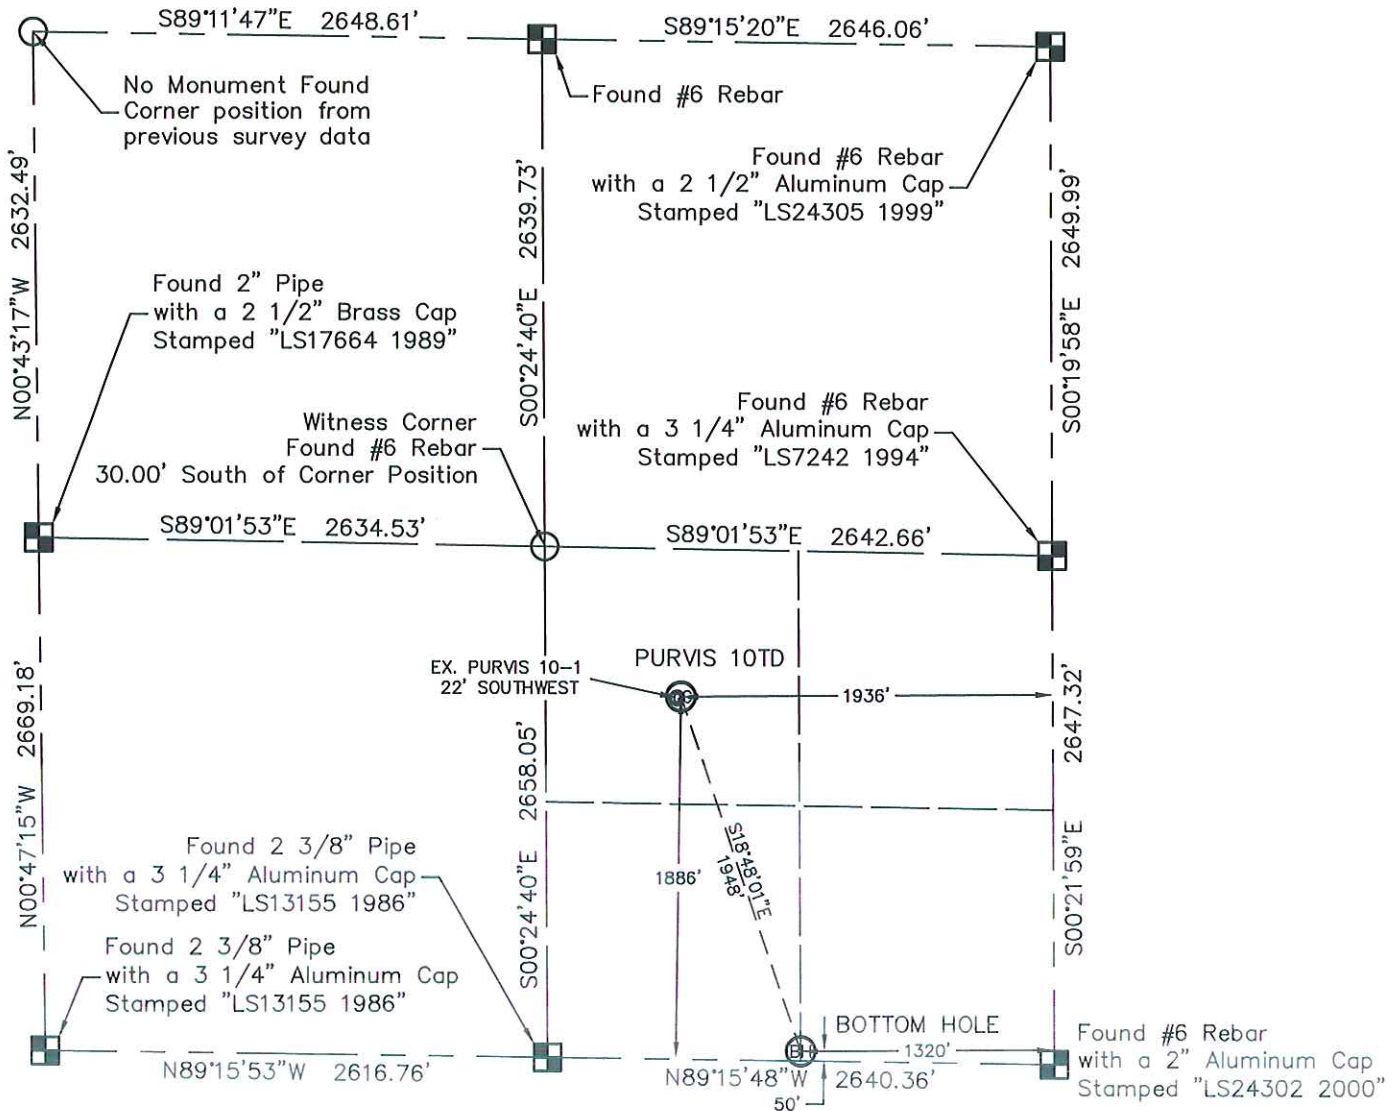 S89°11'47"E 2648.61'
S89°15'20"E 2646.06'
No Monument Found
Corner position from
previous survey data
Found #6 Rebar
Found #6 Rebar
with a 2 1/2" Aluminum Cap
Stamped "LS24305 1999"
N00°43'17"W 2632.49'
S00°24'40"E 2639.73'
S00°19'58"E 2649.99'
Found 2" Pipe
with a 2 1/2" Brass Cap
Stamped "LS17664 1989"
Witness Corner
Found #6 Rebar
30.00' South of Corner Position
Found #6 Rebar
with a 3 1/4" Aluminum Cap
Stamped "LS7242 1994"
S89°01'53"E 2634.53'
S89°01'53"E 2642.66'
EX. PURVIS 10-1
22' SOUTHWEST
PURVIS 10TD
1936'
N00°47'15"W 2669.18'
S00°24'40"E 2658.05'
S00°21'59"E 2647.32'
1886'
S18°48'01"E
1948'
Found 2 3/8" Pipe
with a 3 1/4" Aluminum Cap
Stamped "LS13155 1986"
Found 2 3/8" Pipe
with a 3 1/4" Aluminum Cap
Stamped "LS13155 1986"
BOTTOM HOLE
BH
1320'
N89°15'53"W 2616.76'
N89°15'48"W 2640.36'
50'
Found #6 Rebar
with a 2" Aluminum Cap
Stamped "LS24302 2000"